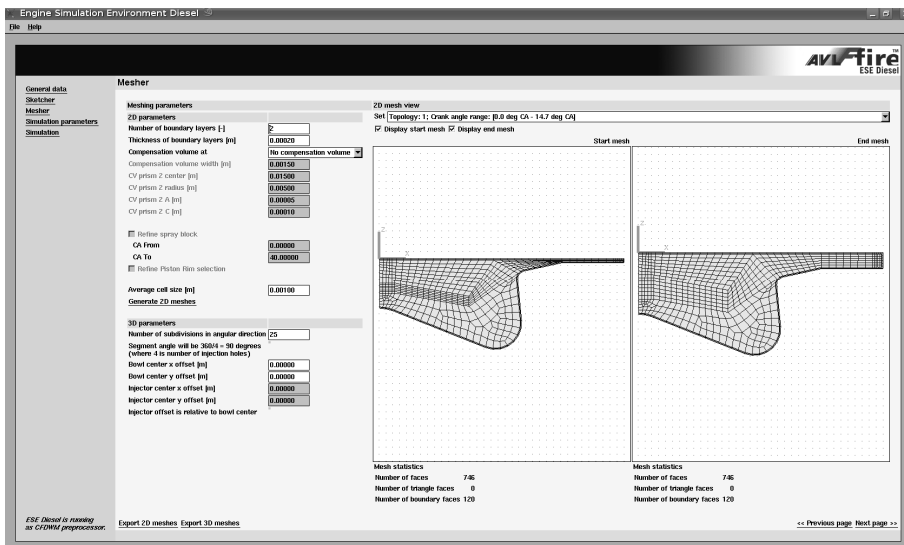 Engine Simulation Environment Diesel
File Help
AVL Fire™
ESE Diesel
General data
Sketcher
Mesher
Simulation parameters
Simulation
Mesher
Meshing parameters
2D parameters
Number of boundary layers [-] 2
Thickness of boundary layers [m] 0.00020
Compensation volume at No compensation volume
Compensation volume width [m] 0.00150
CV prism 2 center [m] 0.01500
CV prism 2 radius [m] 0.00500
CV prism 2 A [m] 0.00005
CV prism 2 C [m] 0.00010
Refine spray block
CA From 0.00000
CA To 40.00000
Refine Piston Rim selection
Average cell size [m] 0.00100
Generate 2D meshes
3D parameters
Number of subdivisions in angular direction 25
Segment angle will be 360/4 = 90 degrees
(where 4 is number of injection holes)
Bowl center x offset [m] 0.00000
Bowl center y offset [m] 0.00000
Injector center x offset [m] 0.00000
Injector center y offset [m] 0.00000
Injector offset is relative to bowl center
2D mesh view
Set Topology: 1; Crank angle range: [0.0 deg CA - 14.7 deg CA]
Display start mesh Display end mesh
Start mesh
End mesh
Z
X
Z
X
Mesh statistics
Number of faces 746
Number of triangle faces 0
Number of boundary faces 120
Mesh statistics
Number of faces 746
Number of triangle faces 0
Number of boundary faces 120
ESE Diesel is running
as CFDWM preprocessor.
Export 2D meshes Export 3D meshes
<< Previous page Next page >>